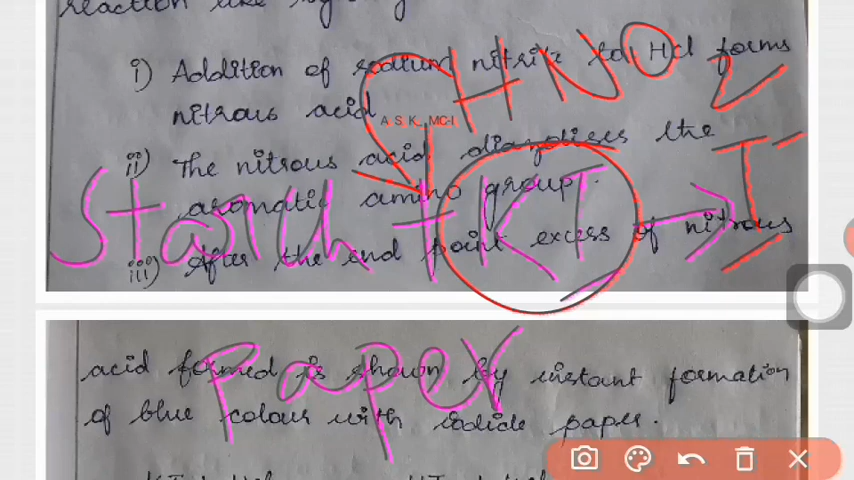 reaction like
i) Addition of sodium nitrite to HCl forms
nitrous acid
ii) The nitrous acid diazotises the
aromatic amino group.
iii) After the end point excess of nitrous
acid formed is shown by instant formation
of blue colour with iodide paper.
HNO2
A S K MC-I
Starch + KI → I
Paper